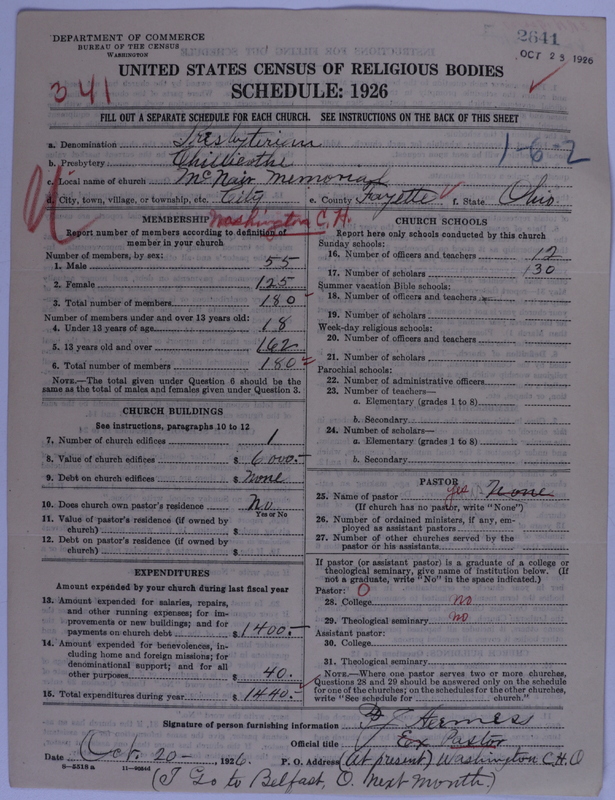 DEPARTMENT OF COMMERCE
BUREAU OF THE CENSUS
WASHINGTON
2641
OCT 25 1926
UNITED STATES CENSUS OF RELIGIOUS BODIES
SCHEDULE: 1926
341
FILL OUT A SEPARATE SCHEDULE FOR EACH CHURCH. SEE INSTRUCTIONS ON THE BACK OF THIS SHEET
a. Denomination Presbyterian
1-6-2
b. Presbytery Chillicothe
c. Local name of church McNair Memorial
d. City, town, village, or township, etc. City e. County Fayette f. State Ohio
Washington C.H.
MEMBERSHIP
Report number of members according to definition of
member in your church
Number of members, by sex:
1. Male 55
2. Female 125
3. Total number of members 180
Number of members under and over 13 years old:
4. Under 13 years of age 18
5. 13 years old and over 162
6. Total number of members 180
NOTE.—The total given under Question 6 should be
the same as the total of males and females given under Question 3.
CHURCH BUILDINGS
See instructions, paragraphs 10 to 12
7. Number of church edifices 1
8. Value of church edifices $ 6000.-
9. Debt on church edifices $ None
10. Does church own pastor's residence No
Yes or No
11. Value of pastor's residence (if owned by
church) $
12. Debt on pastor's residence (if owned by
church) $
EXPENDITURES
Amount expended by your church during last fiscal year
13. Amount expended for salaries, repairs,
and other running expenses; for im-
provements or new buildings; and for
payments on church debt $ 1400.-
14. Amount expended for benevolences, in-
cluding home and foreign missions; for
denominational support; and for all
other purposes $ 40.
15. Total expenditures during year $ 1440.-
CHURCH SCHOOLS
Report here only schools conducted by this church
Sunday schools:
16. Number of officers and teachers 12
17. Number of scholars 130
Summer vacation Bible schools:
18. Number of officers and teachers
19. Number of scholars
Week-day religious schools:
20. Number of officers and teachers
21. Number of scholars
Parochial schools:
22. Number of administrative officers
23. Number of teachers—
a. Elementary (grades 1 to 8)
b. Secondary
24. Number of scholars—
a. Elementary (grades 1 to 8)
b. Secondary
PASTOR
25. Name of pastor yes None
(If church has no pastor, write "None")
26. Number of ordained ministers, if any, em-
ployed as assistant pastors
27. Number of other churches served by the
pastor or his assistants
If pastor (or assistant pastor) is a graduate of a college or
theological seminary, give name of institution below. (If
not a graduate, write "No" in the space indicated.)
Pastor: O
28. College no
29. Theological seminary no
Assistant pastor:
30. College
31. Theological seminary
NOTE.—Where one pastor serves two or more churches,
Questions 28 and 29 should be answered only on the schedule
for one of the churches; on the schedules for the other churches,
write "See schedule for church."
Signature of person furnishing information
Official title Ex Pastor
Date Oct. 20- 1926. P. O. Address (At present) Washington C.H. O
6-5518a
(I Go to Belfast, O. next month.)